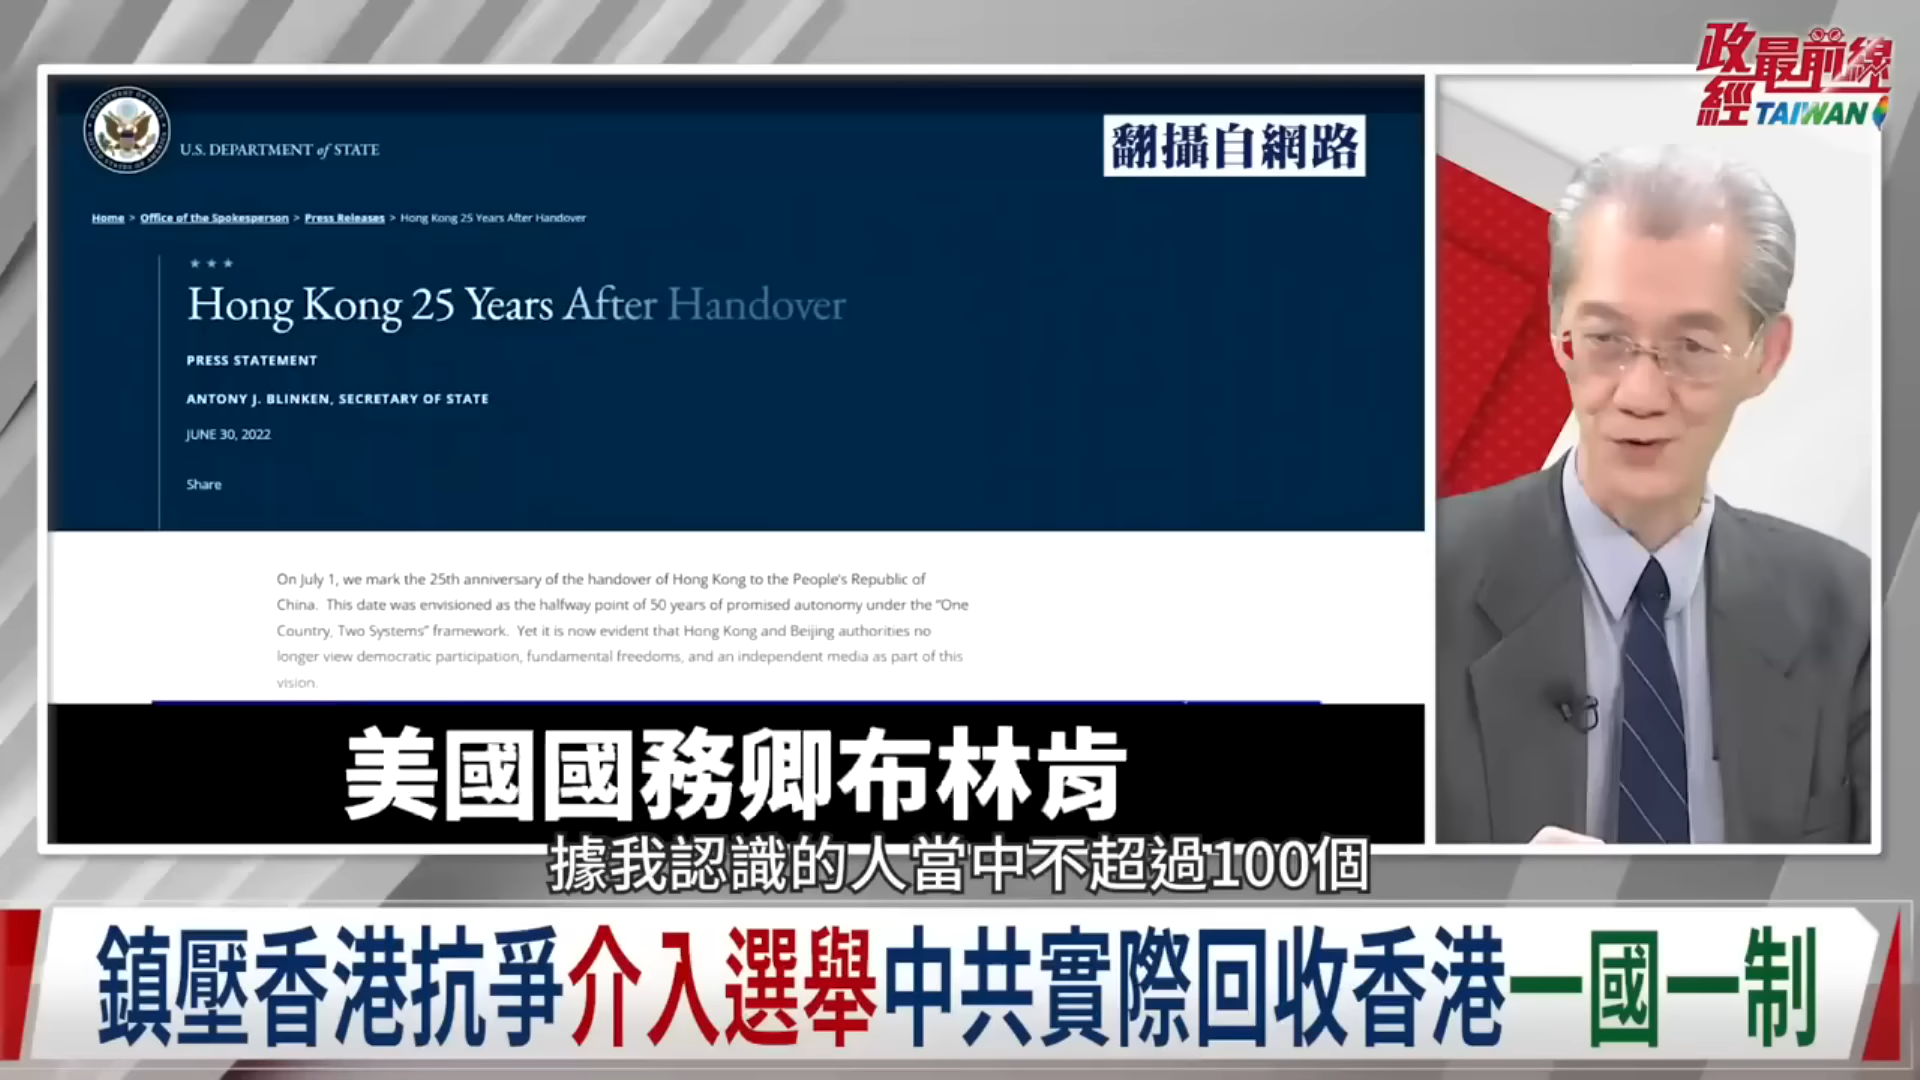 政經最前線
TAIWAN
U.S. DEPARTMENT of STATE
翻攝自網路
Home > Office of the Spokesperson > Press Releases > Hong Kong 25 Years After Handover
Hong Kong 25 Years After Handover
PRESS STATEMENT
ANTONY J. BLINKEN, SECRETARY OF STATE
JUNE 30, 2022
Share
On July 1, we mark the 25th anniversary of the handover of Hong Kong to the People's Republic of
China. This date was envisioned as the halfway point of 50 years of promised autonomy under the “One
Country, Two Systems” framework. Yet it is now evident that Hong Kong and Beijing authorities no
longer view democratic participation, fundamental freedoms, and an independent media as part of this
vision.
美國國務卿布林肯
據我認識的人當中不超過100個
鎮壓香港抗爭介入選舉中共實際回收香港一國一制